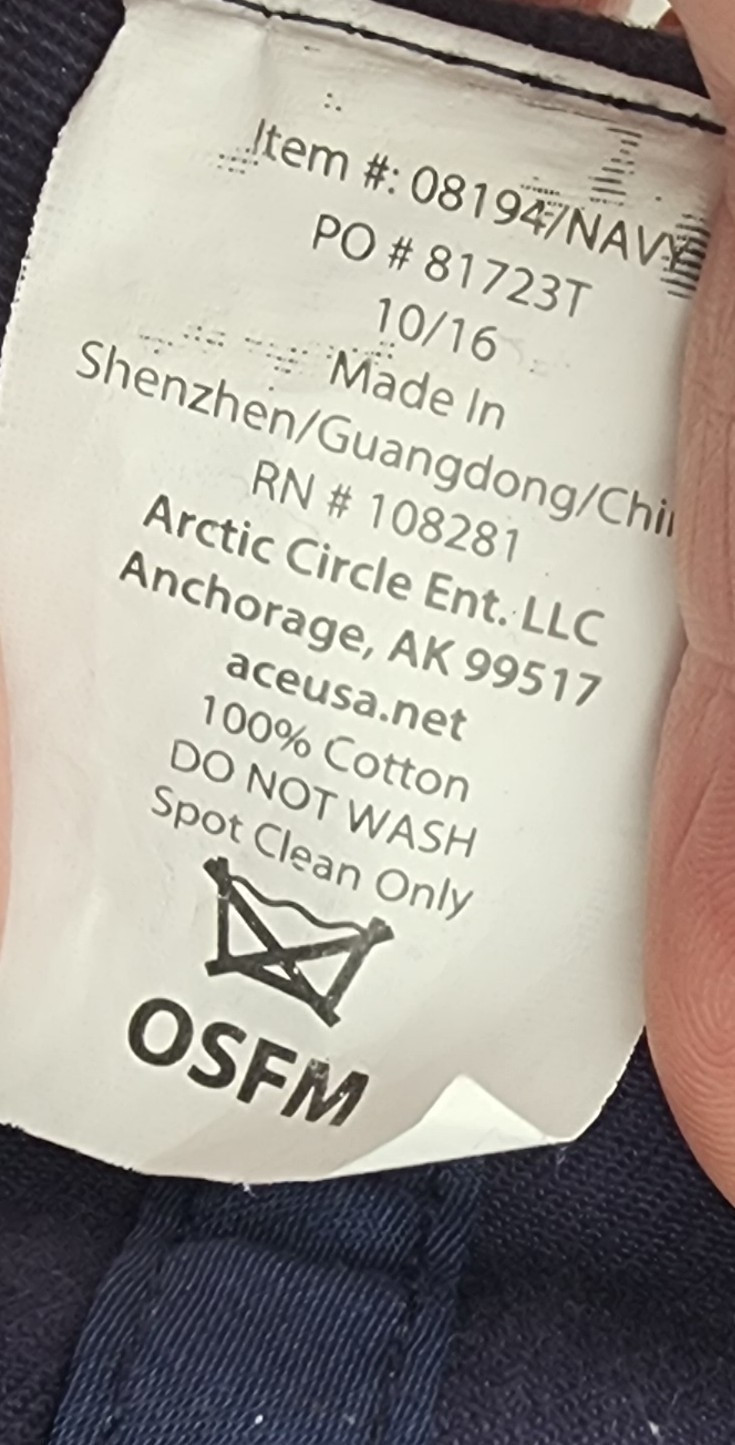 Item #: 08194/NAVY
PO # 81723T
10/16
Made In
Shenzhen/Guangdong/Chi
RN # 108281
Arctic Circle Ent. LLC
Anchorage, AK 99517
aceusa.net
100% Cotton
DO NOT WASH
Spot Clean Only
OSFM